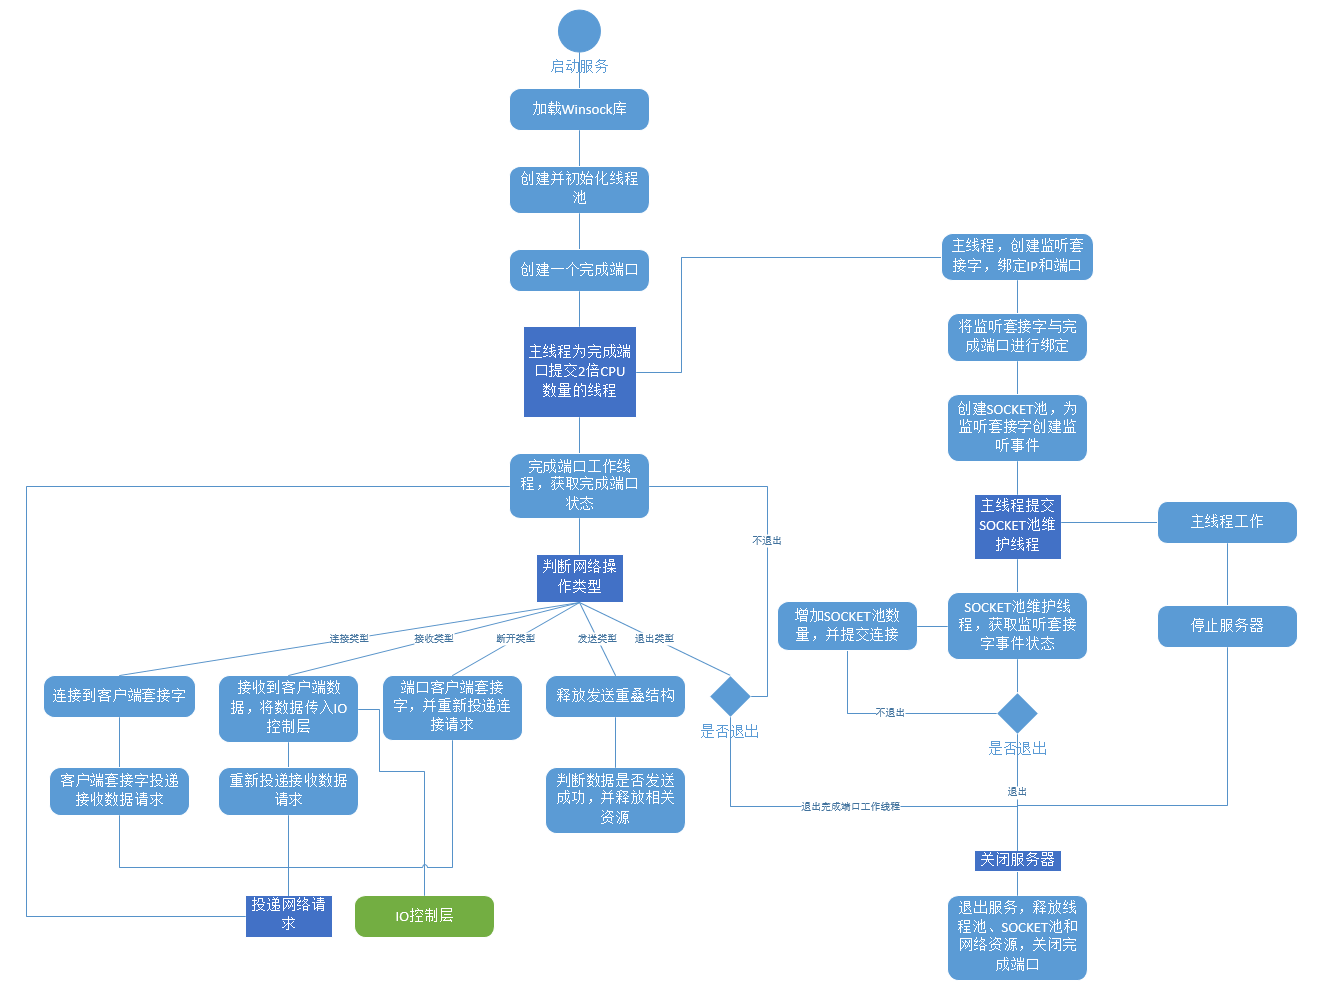 启动服务
加载Winsock库
创建并初始化线程
池
创建一个完成端口
主线程为完成端
口提交2倍CPU
数量的线程
主线程，创建监听套
接字，绑定IP和端口
将监听套接字与完
成端口进行绑定
创建SOCKET池，为
监听套接字创建监
听事件
完成端口工作线
程，获取完成端口
状态
主线程提交
SOCKET池维
护线程
主线程工作
不退出
判断网络操
作类型
增加SOCKET池数
量，并提交连接
SOCKET池维护线
程，获取监听套接
字事件状态
停止服务器
连接类型
接收类型
断开类型
发送类型
退出类型
连接到客户端套接字
接收到客户端数
据，将数据传入IO
控制层
端口客户端套接
字，并重新投递连
接请求
释放发送重叠结构
是否退出
不退出
是否退出
客户端套接字投递
接收数据请求
重新投递接收数据
请求
判断数据是否发送
成功，并释放相关
资源
退出完成端口工作线程
退出
关闭服务器
投递网络请
求
IO控制层
退出服务，释放线
程池、SOCKET池和
网络资源，关闭完
成端口